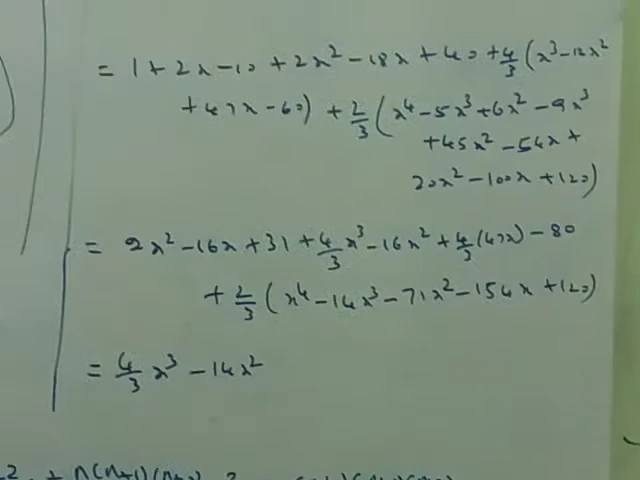 = 1 + 2x - 10 + 2x² - 18x + 40 + 4/3 (x³ - 12x²
+ 47x - 60) + 2/3 (x⁴ - 5x³ + 6x² - 9x³
+ 45x² - 54x +
20x² - 100x + 120)
= 2x² - 16x + 31 + 4/3 x³ - 16x² + 4/3 (47x) - 80
+ 2/3 (x⁴ - 14x³ - 71x² - 154x + 120)
= 4/3 x³ - 14x²